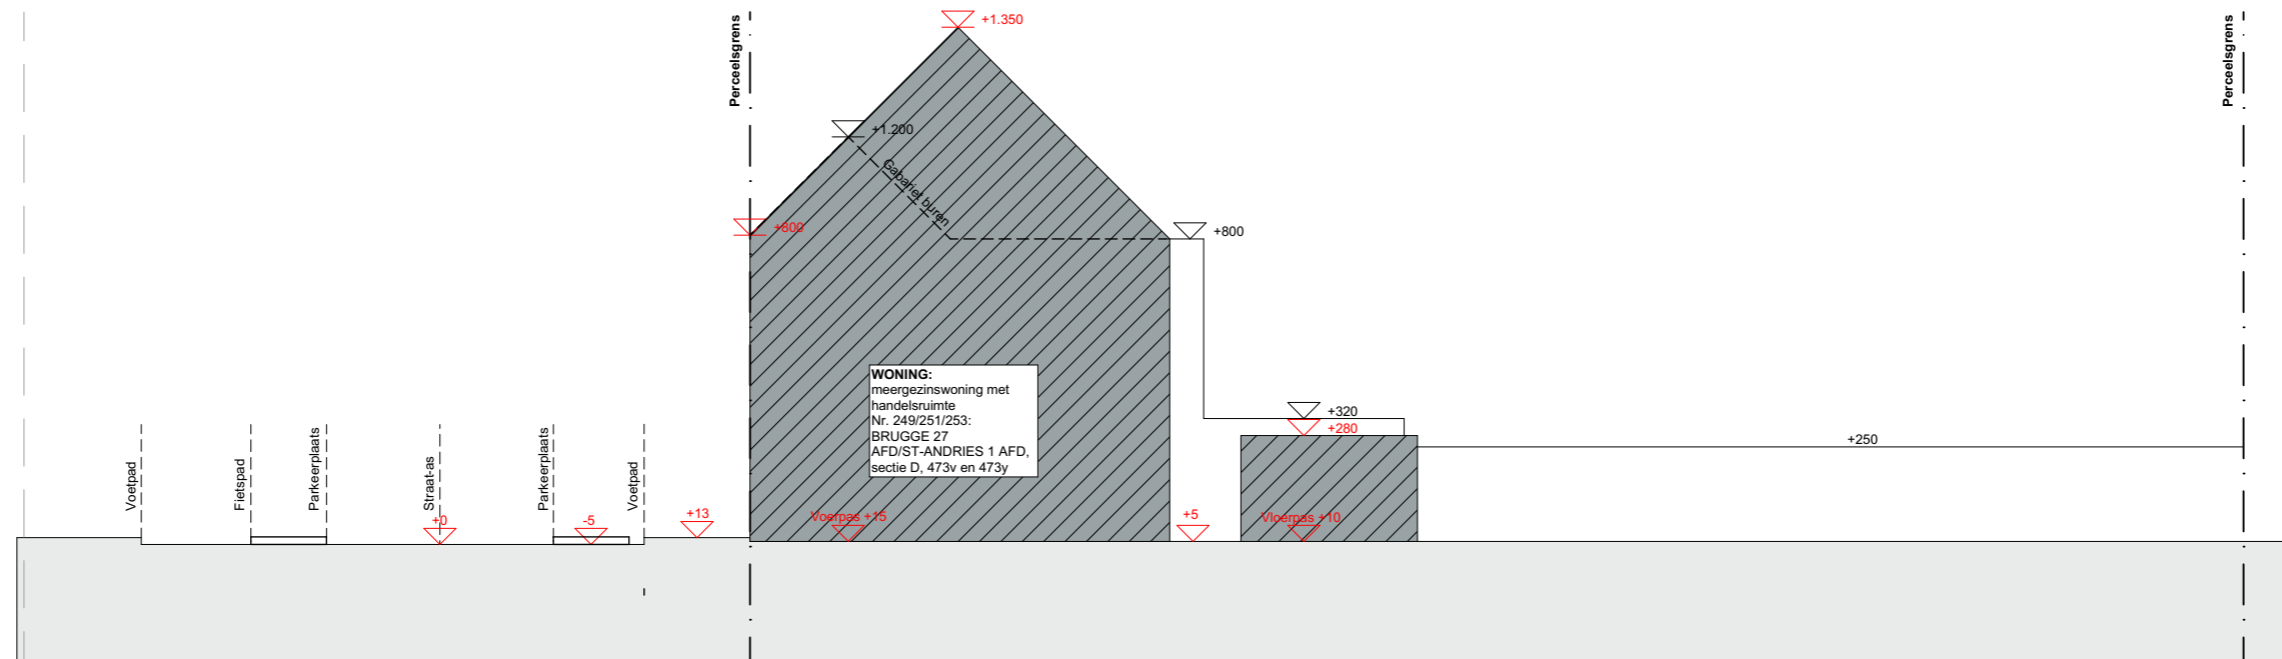 +1.350
Perceelsgrens
Perceelsgrens
+1.200
Gabariet buren
+800
+800
WONING:
meergezinswoning met
handelsruimte
Nr. 249/251/253:
BRUGGE 27
AFD/ST-ANDRIES 1 AFD,
sectie D, 473v en 473y
+320
+280
+250
Voetpad
Fietspad
Parkeerplaats
Straat-as
Parkeerplaats
Voetpad
+0
-5
+13
Voerpas +15
+5
Vloerpas +10